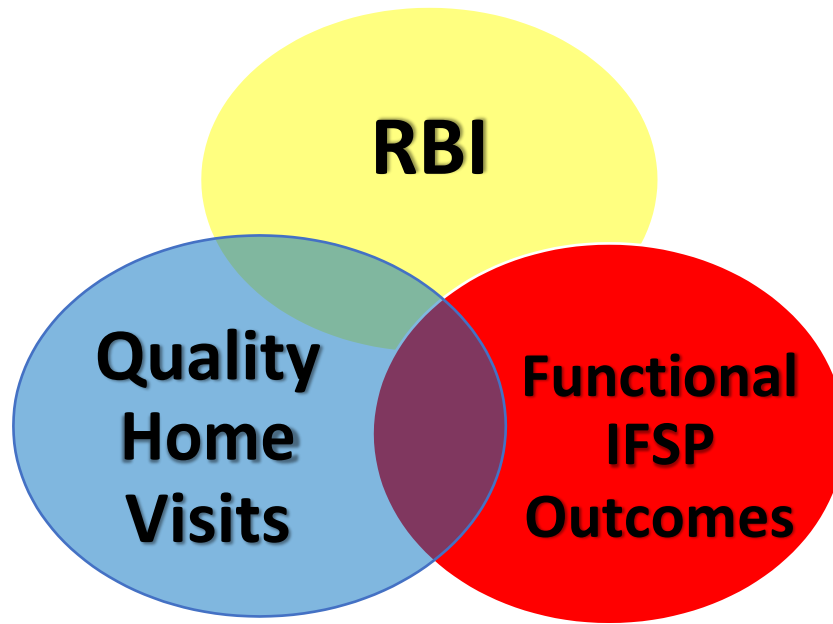 RBI
Quality
Home
Visits
Functional
IFSP
Outcomes